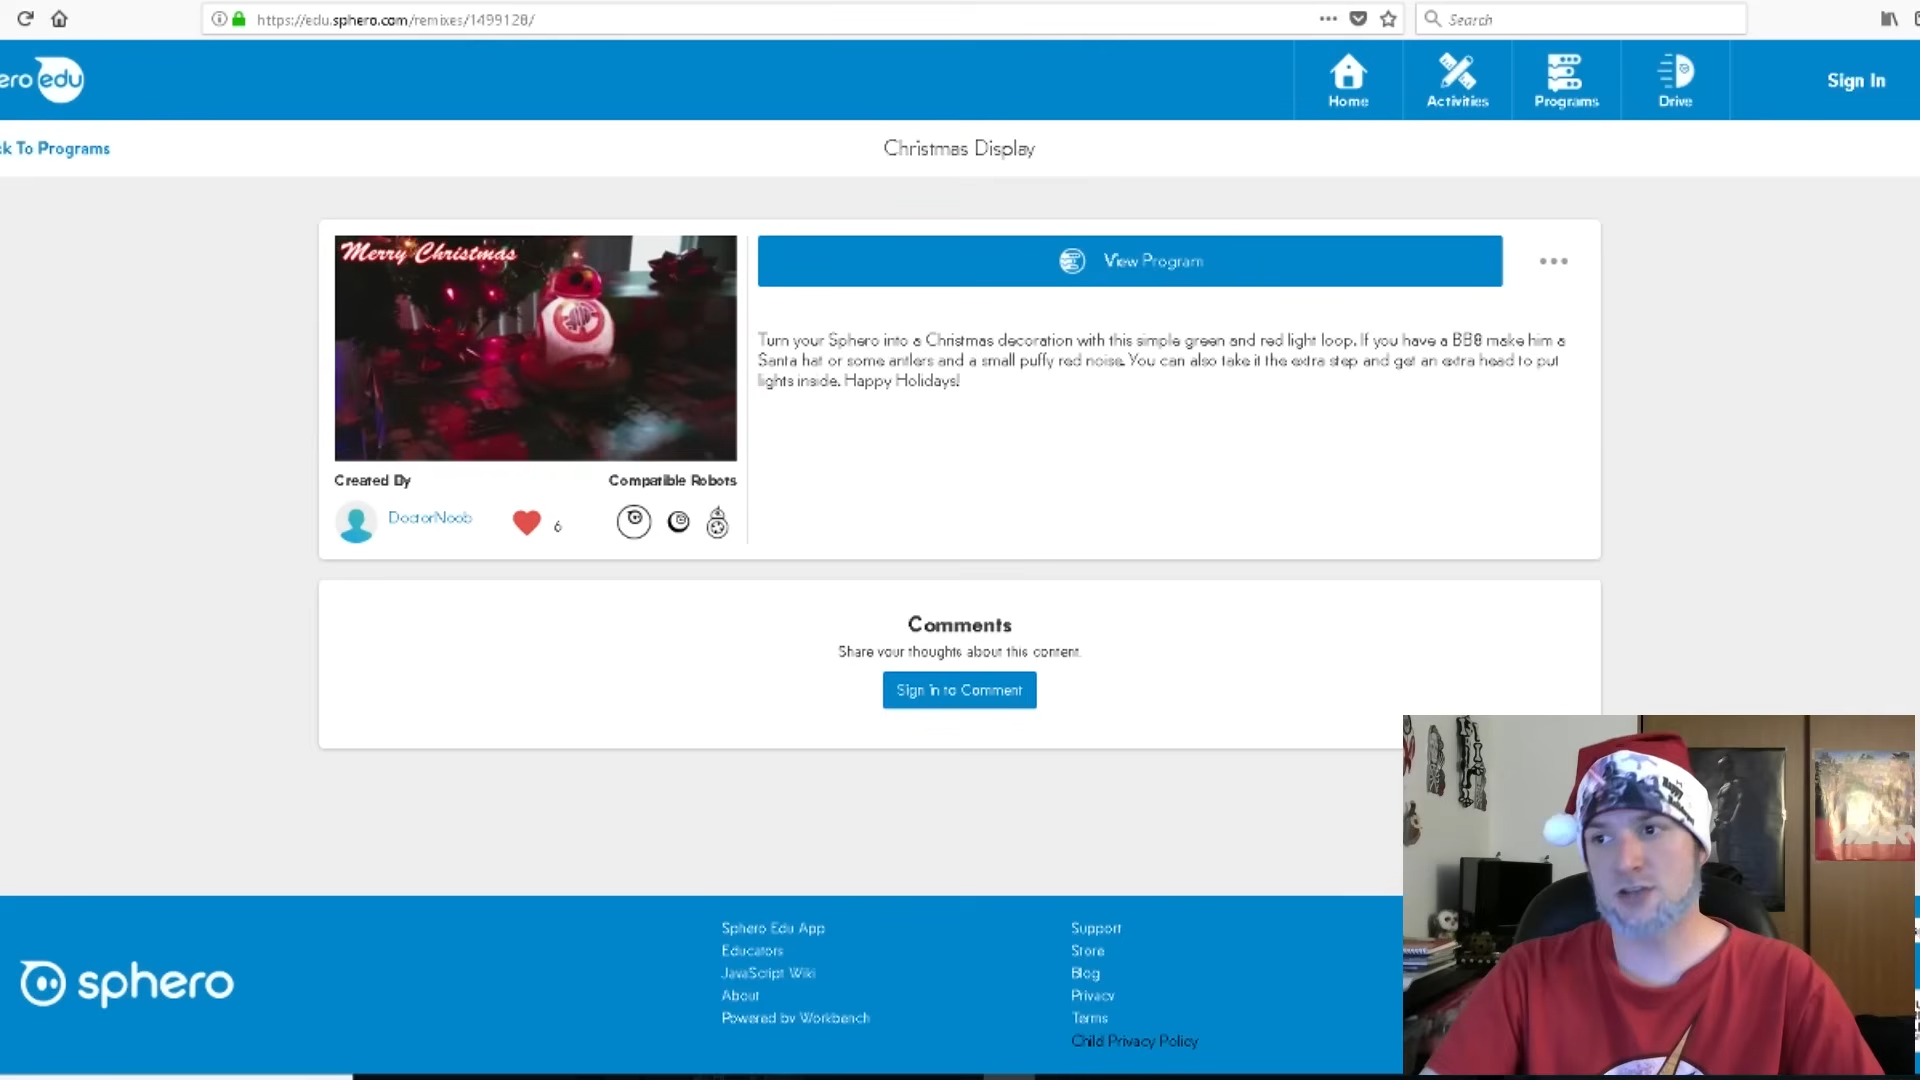 https://edu.sphero.com/remixes/1499128/
Search
ero edu
Home
Activities
Programs
Drive
Sign In
ck To Programs
Christmas Display
Merry Christmas
View Program
Turn your Sphero into a Christmas decoration with this simple green and red light loop. If you have a BB8 make him a
Santa hat or some antlers and a small puffy red noise. You can also take it the extra step and get an extra head to put
lights inside. Happy Holidays!
Created By
Compatible Robots
DoctorNoob
6
Comments
Share your thoughts about this content.
Sign in to Comment
sphero
Sphero Edu App
Educators
JavaScript Wiki
About
Powered by Workbench
Support
Store
Blog
Privacy
Terms
Child Privacy Policy